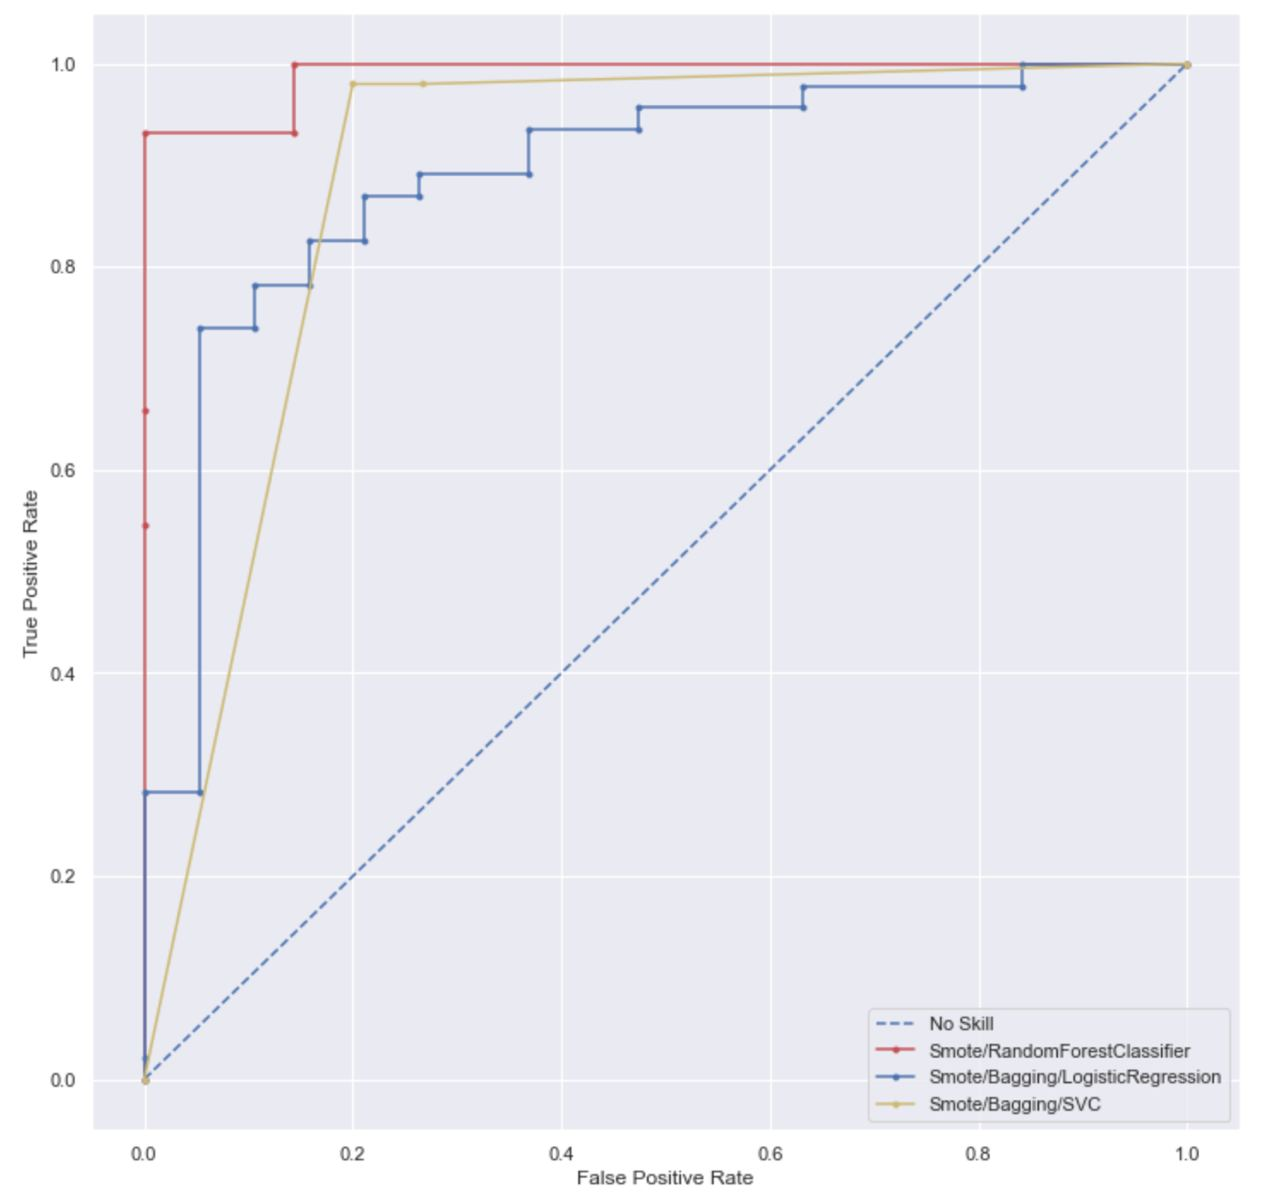 1.0
0.8
0.6
0.4
0.2
0.0
True Positive Rate
0.0 0.2 0.4 0.6 0.8 1.0
False Positive Rate
No Skill
Smote/RandomForestClassifier
Smote/Bagging/LogisticRegression
Smote/Bagging/SVC